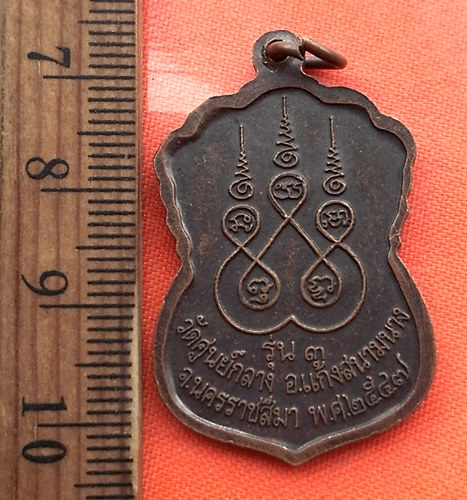 7
8
9
10
รุ่น ๓
วัดศูนย์กลาง อ.แก้งสนามนาง
จ.นครราชสีมา พ.ศ.๒๕๔๗